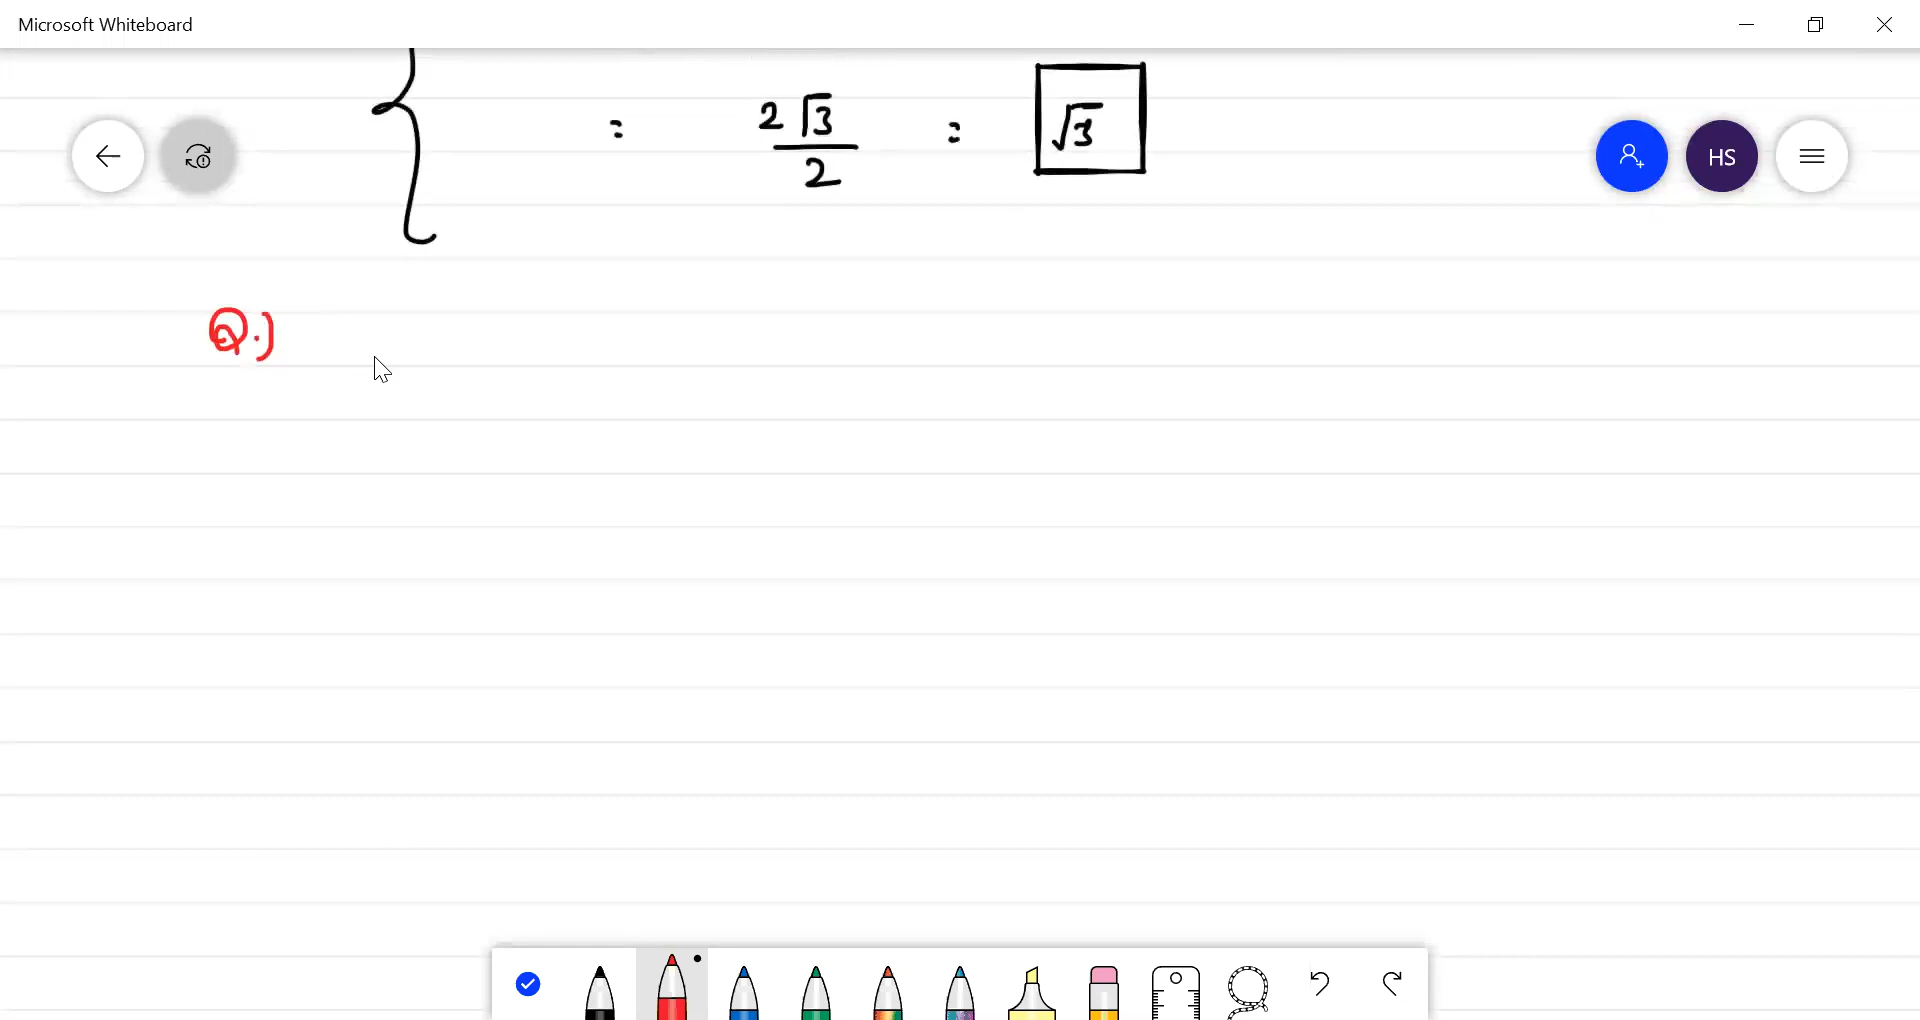 Microsoft Whiteboard
= 2√3/2 = √3
HS
Q.)